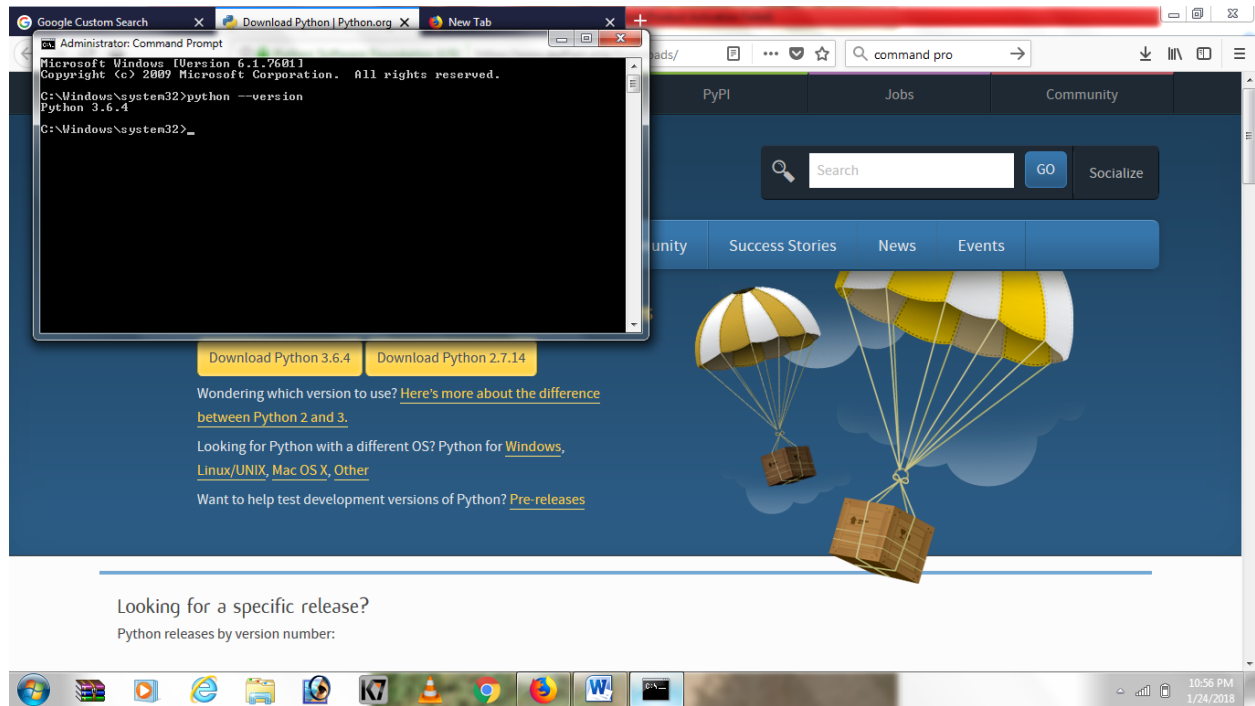 Google Custom Search
Download Python | Python.org
New Tab
Administrator: Command Prompt
Microsoft Windows [Version 6.1.7601]
Copyright (c) 2009 Microsoft Corporation.  All rights reserved.
C:\Windows\system32>python --version
Python 3.6.4
C:\Windows\system32>_
ads/
command pro
PyPI
Jobs
Community
Search
GO
Socialize
unity
Success Stories
News
Events
Download Python 3.6.4
Download Python 2.7.14
Wondering which version to use? Here's more about the difference
between Python 2 and 3.
Looking for Python with a different OS? Python for Windows,
Linux/UNIX, Mac OS X, Other
Want to help test development versions of Python? Pre-releases
Looking for a specific release?
Python releases by version number:
K7
W
C:\_
10:56 PM
1/24/2018